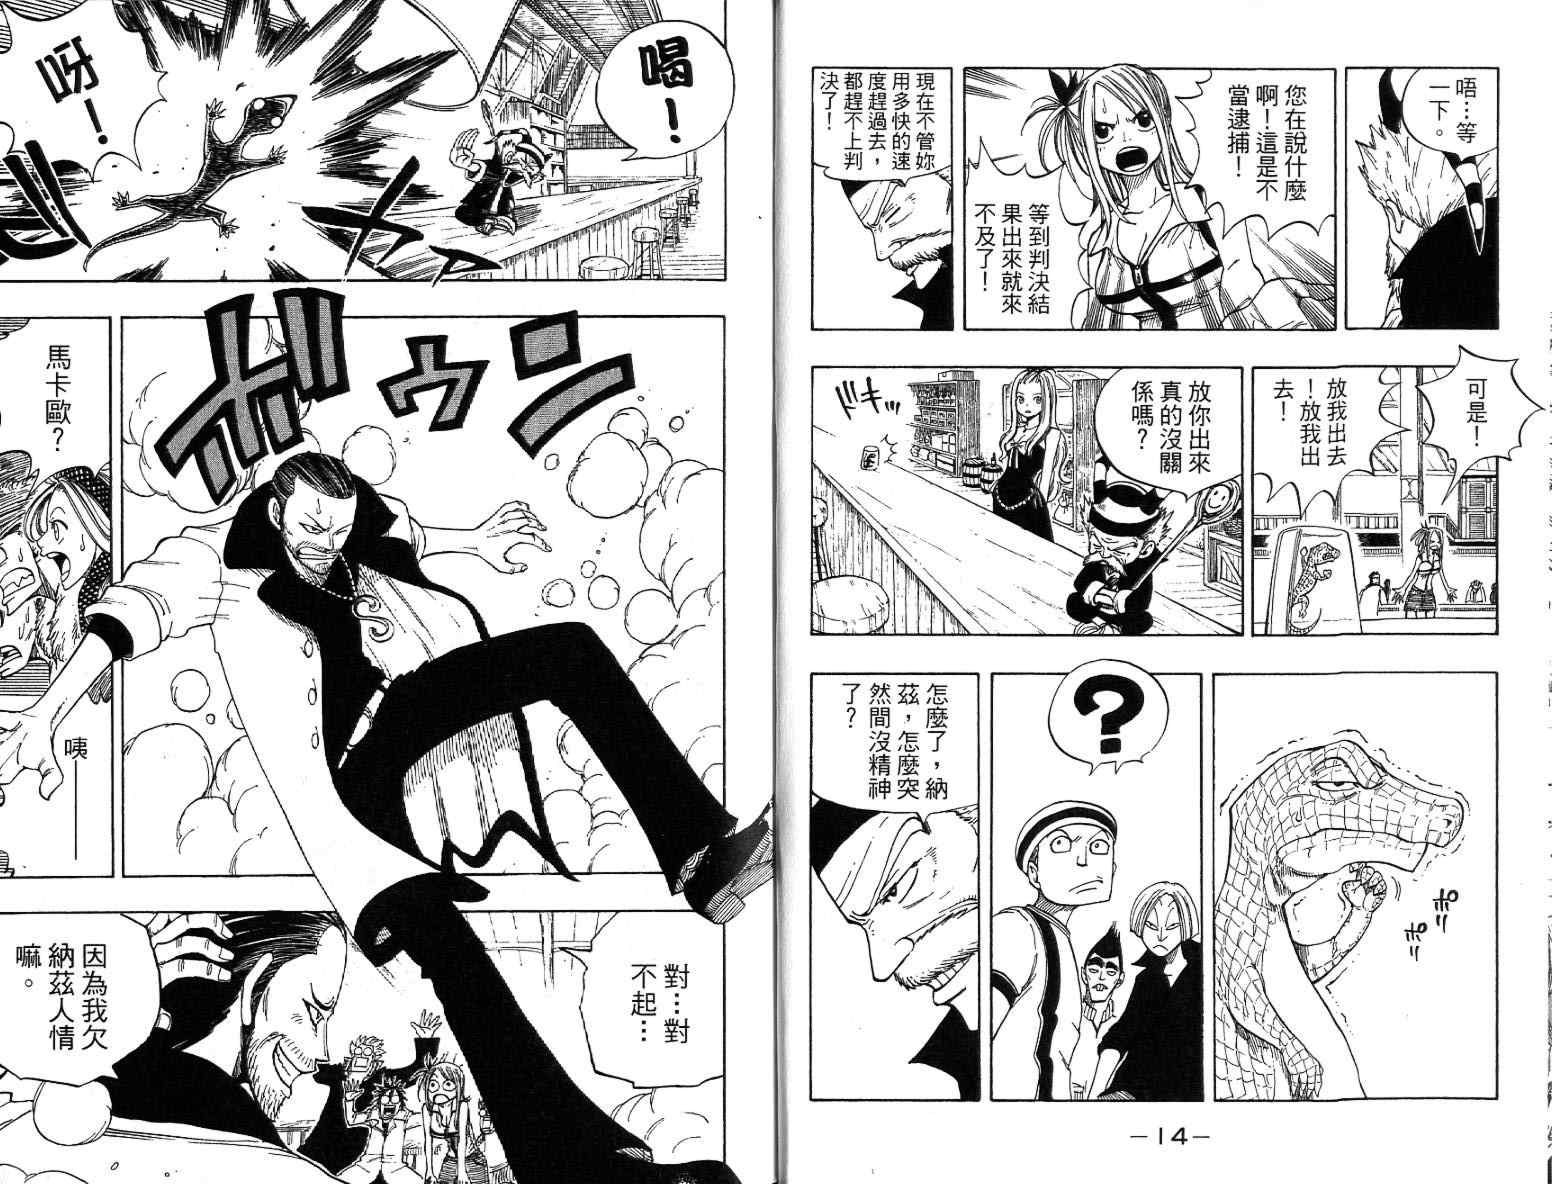 唔…等
一下。
您在說什麼
啊！這是不
當逮捕！
等到判決結
果出來就來
不及了！
現在不管妳
用多快的速
度趕過去，
都趕不上判
決了！
可是！
放我出去
！放我出
去！
放你出來
真的沒關
係嗎？
ドキッ
ポロ
ポロ
？
怎麼了，納
茲，怎麼突
然間沒精神
了？
－14－
喝！
呀！
ボゥン
馬卡歐？
咦——
對…對
不起…
因為我欠
納茲人情
嘛。